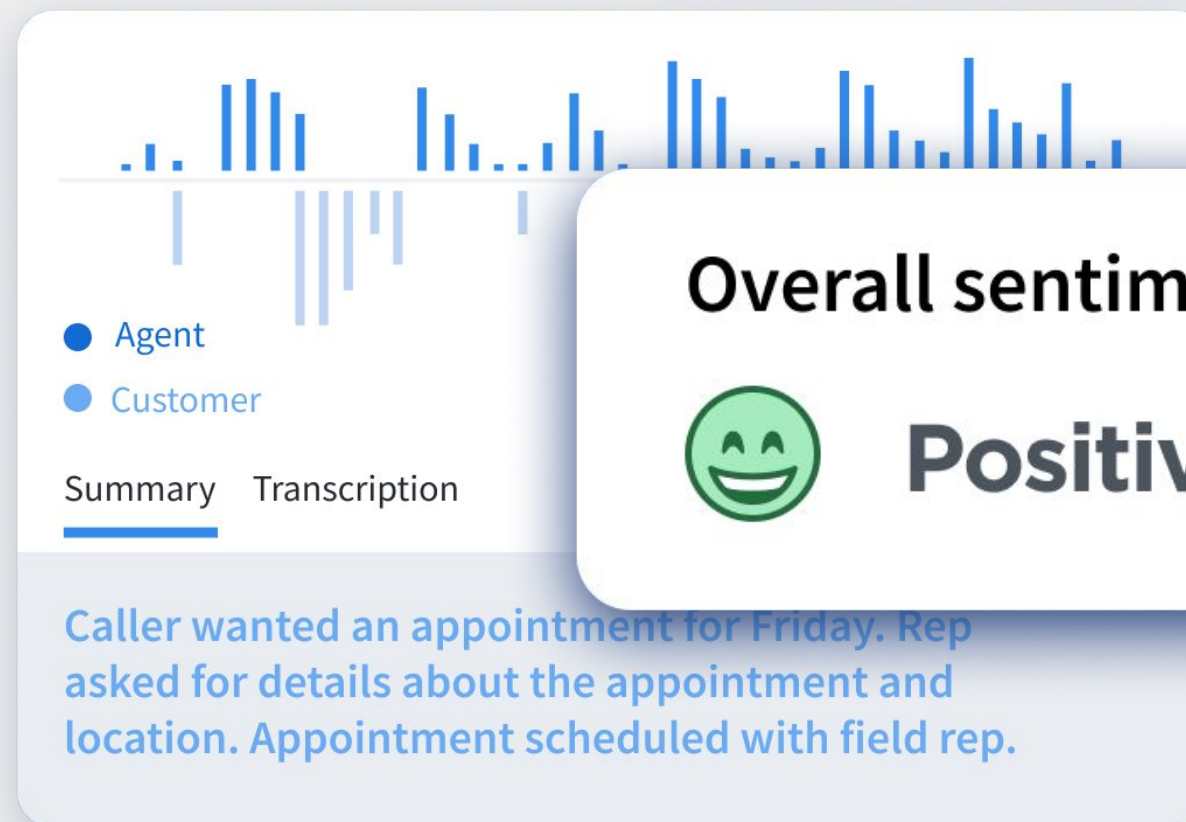 Overall sentim
Positiv
Agent
Customer
Summary Transcription
Caller wanted an appointment for Friday. Rep
asked for details about the appointment and
location. Appointment scheduled with field rep.